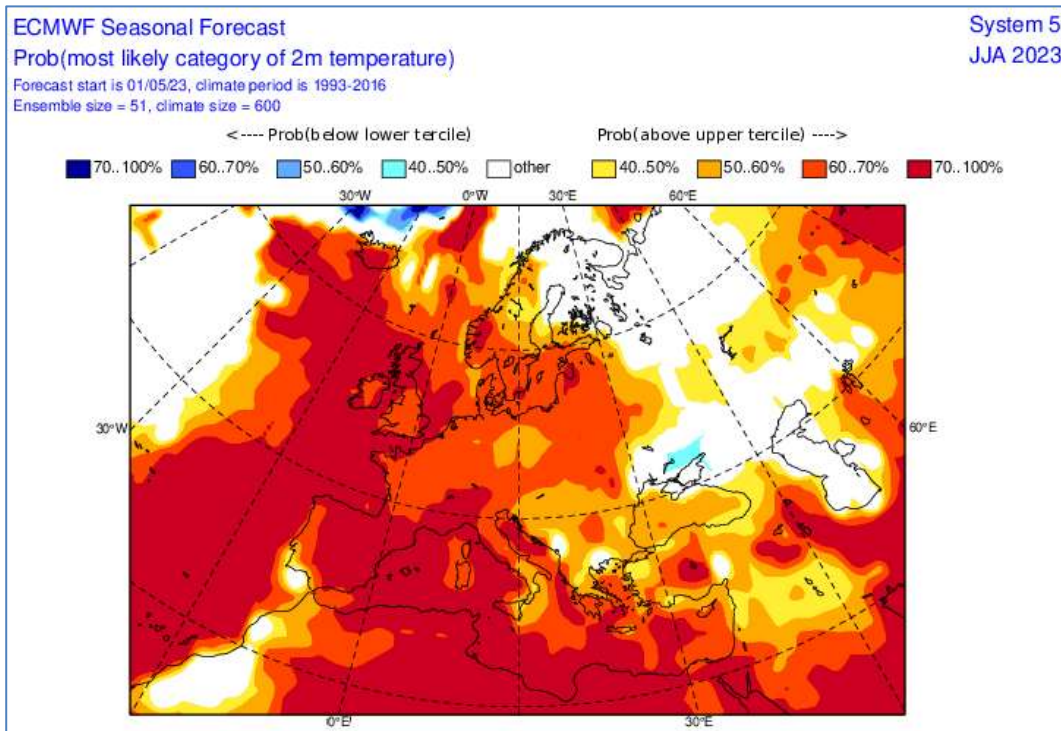 ECMWF Seasonal Forecast
System 5
Prob(most likely category of 2m temperature)
JJA 2023
Forecast start is 01/05/23, climate period is 1993-2016
Ensemble size = 51, climate size = 600
<---- Prob(below lower tercile)
Prob(above upper tercile) ---->
70..100%
60..70%
50..60%
40..50%
other
40..50%
50..60%
60..70%
70..100%
30°W
0°W
30°E
60°E
30°W
60°E
0°E
30°E